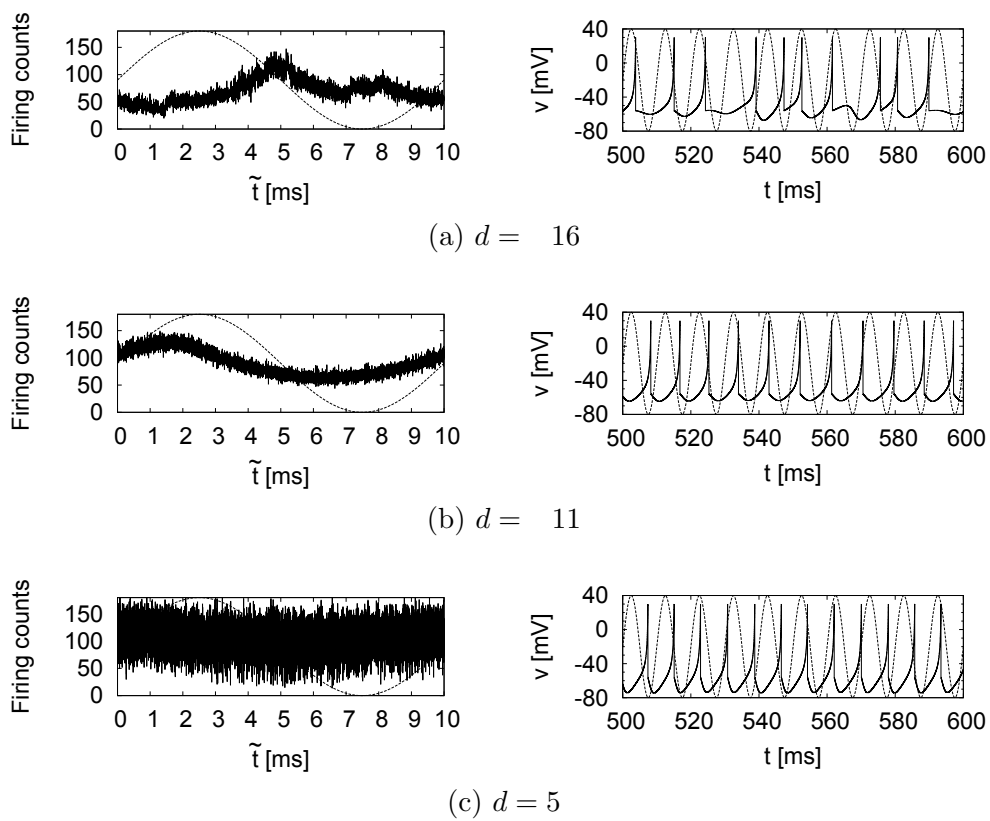 Firing counts
150
100
50
0
0 1 2 3 4 5 6 7 8 9 10
t̃ [ms]
v [mV]
40
0
-40
-80
500 520 540 560 580 600
t [ms]
(a) d = 16
Firing counts
150
100
50
0
0 1 2 3 4 5 6 7 8 9 10
t̃ [ms]
v [mV]
40
0
-40
-80
500 520 540 560 580 600
t [ms]
(b) d = 11
Firing counts
150
100
50
0
0 1 2 3 4 5 6 7 8 9 10
t̃ [ms]
v [mV]
40
0
-40
-80
500 520 540 560 580 600
t [ms]
(c) d = 5